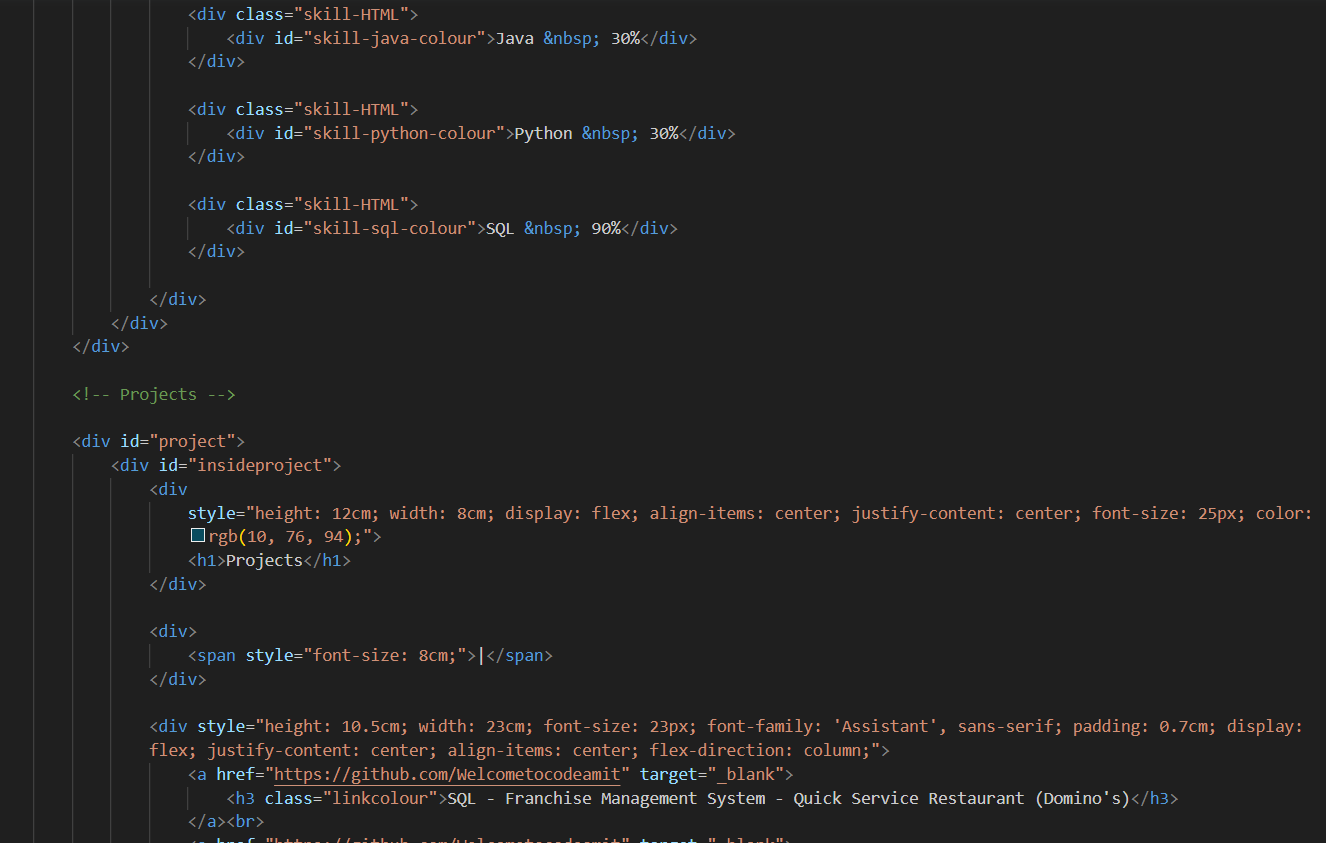 <div class="skill-HTML">
<div id="skill-java-colour">Java &nbsp; 30%</div>
</div>
<div class="skill-HTML">
<div id="skill-python-colour">Python &nbsp; 30%</div>
</div>
<div class="skill-HTML">
<div id="skill-sql-colour">SQL &nbsp; 90%</div>
</div>
</div>
</div>
</div>
<!-- Projects -->
<div id="project">
<div id="insideproject">
<div
style="height: 12cm; width: 8cm; display: flex; align-items: center; justify-content: center; font-size: 25px; color:
rgb(10, 76, 94);">
<h1>Projects</h1>
</div>
<div>
<span style="font-size: 8cm;">|</span>
</div>
<div style="height: 10.5cm; width: 23cm; font-size: 23px; font-family: 'Assistant', sans-serif; padding: 0.7cm; display:
flex; justify-content: center; align-items: center; flex-direction: column;">
<a href="https://github.com/Welcometocodeamit" target="_blank">
<h3 class="linkcolour">SQL - Franchise Management System - Quick Service Restaurant (Domino's)</h3>
</a><br>
<a href="https://github.com/Welcometocodeamit" target="_blank">